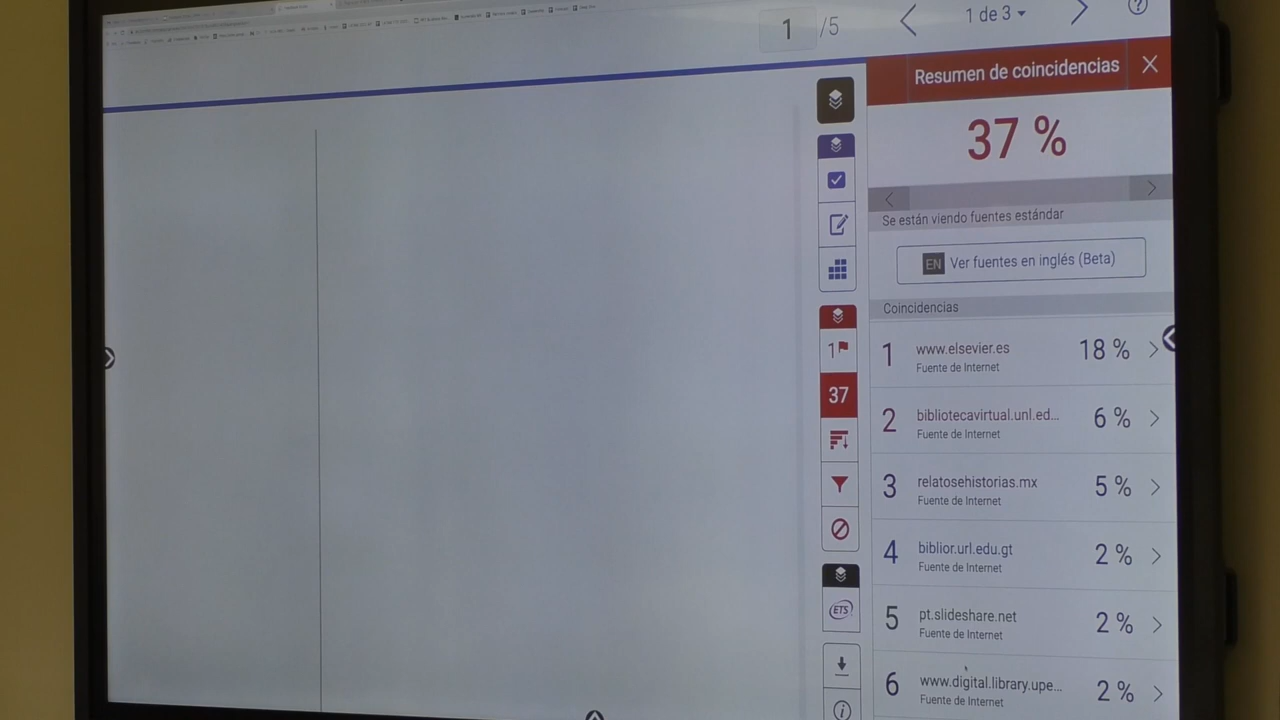 1 /5
1 de 3
Resumen de coincidencias
37 %
Se están viendo fuentes estándar
EN Ver fuentes en inglés (Beta)
Coincidencias
1 www.elsevier.es 18 %
Fuente de Internet
2 bibliotecavirtual.unl.ed... 6 %
Fuente de Internet
3 relatosehistorias.mx 5 %
Fuente de Internet
4 biblior.url.edu.gt 2 %
Fuente de Internet
5 pt.slideshare.net 2 %
Fuente de Internet
6 www.digital.library.upe... 2 %
Fuente de Internet
1
37
ETS